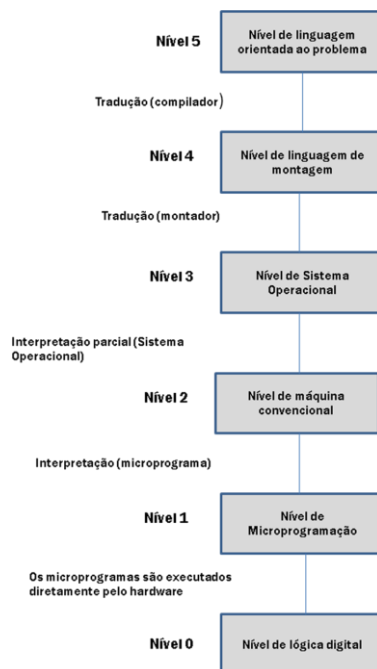 Nível 5
Nível de linguagem
orientada ao problema
Tradução (compilador)
Nível 4
Nível de linguagem de
montagem
Tradução (montador)
Nível 3
Nível de Sistema
Operacional
Interpretação parcial (Sistema
Operacional)
Nível 2
Nível de máquina
convencional
Interpretação (microprograma)
Nível 1
Nível de
Microprogramação
Os microprogramas são executados
diretamente pelo hardware
Nível 0
Nível de lógica digital